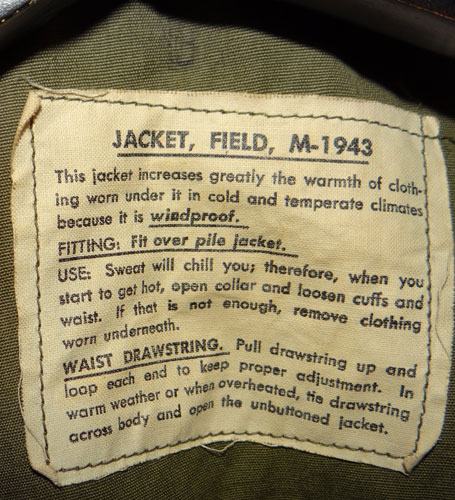 JACKET, FIELD, M-1943
This jacket increases greatly the warmth of cloth-
ing worn under it in cold and temperate climates
because it is windproof.
FITTING: Fit over pile jacket.
USE: Sweat will chill you; therefore, when you
start to get hot, open collar and loosen cuffs and
waist. If that is not enough, remove clothing
worn underneath.
WAIST DRAWSTRING. Pull drawstring up and
loop each end to keep proper adjustment. In
warm weather or when overheated, tie drawstring
across body and open the unbuttoned jacket.